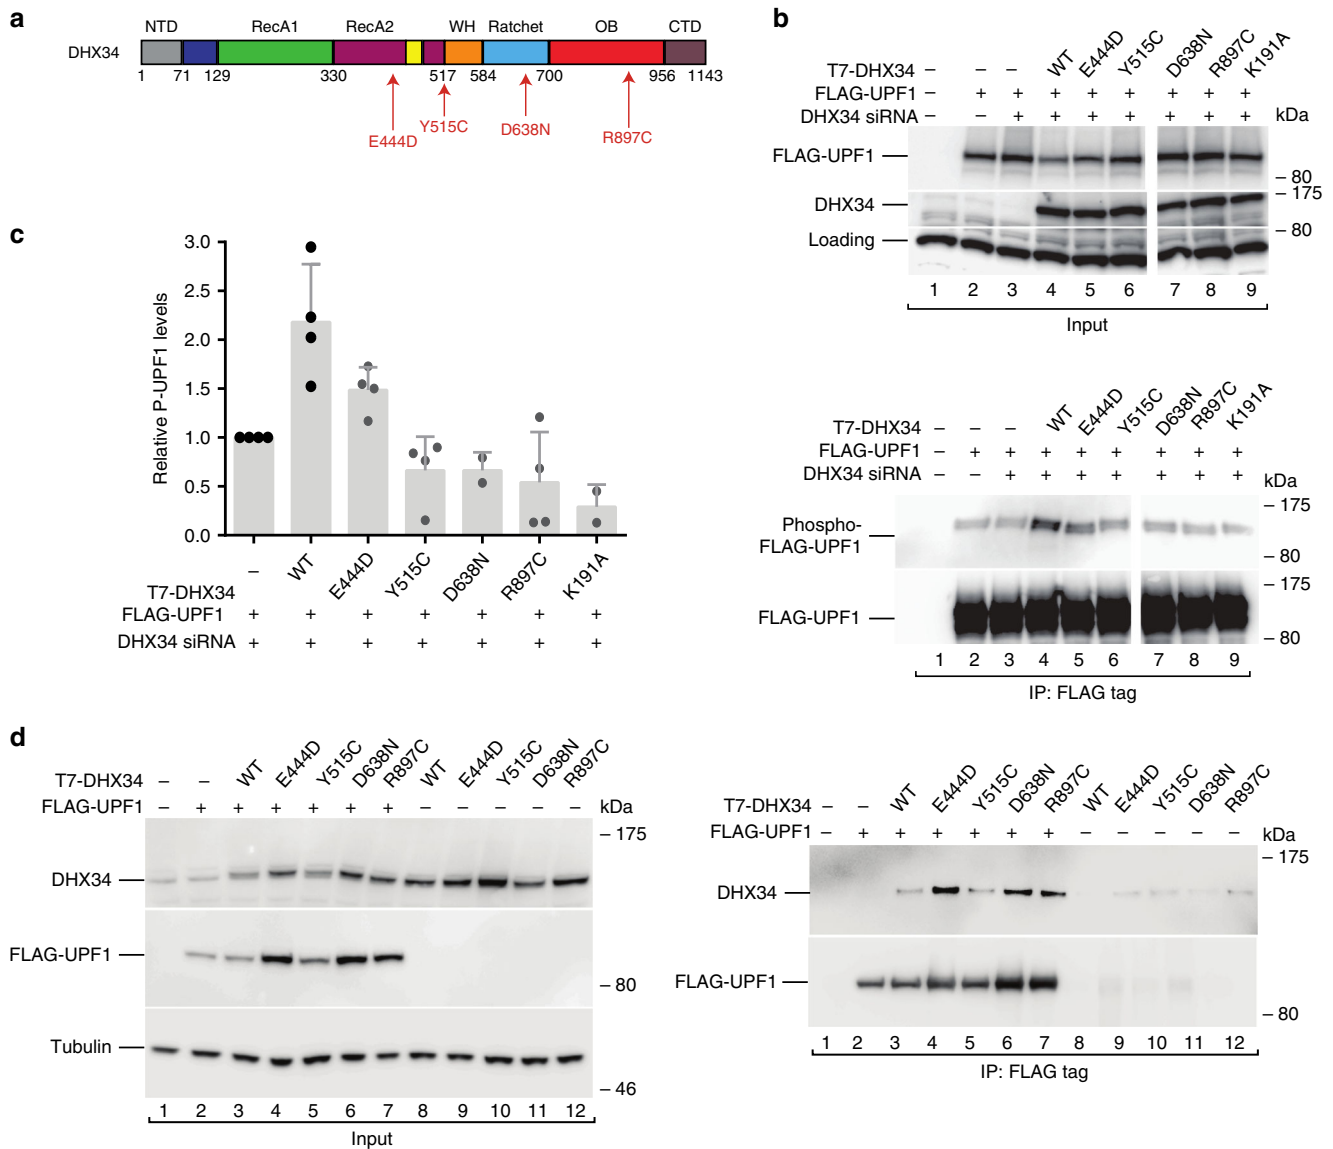 a
NTD RecA1 RecA2 WH Ratchet OB CTD
DHX34
1 71 129 330 517 584 700 956 1143
E444D Y515C D638N R897C
b
T7-DHX34 – – – WT E444D Y515C D638N R897C K191A
FLAG-UPF1 – + + + + + + + +
DHX34 siRNA – – + + + + + + + kDa
FLAG-UPF1
– 80
– 175
DHX34
– 80
Loading
1 2 3 4 5 6 7 8 9
Input
T7-DHX34 – – – WT E444D Y515C D638N R897C K191A
FLAG-UPF1 – + + + + + + + +
DHX34 siRNA – – + + + + + + +
kDa
– 175
Phospho-
FLAG-UPF1
– 80
– 175
FLAG-UPF1
– 80
1 2 3 4 5 6 7 8 9
IP: FLAG tag
c
Relative P-UPF1 levels
3.0
2.5
2.0
1.5
1.0
0.5
0.0
T7-DHX34 – WT E444D Y515C D638N R897C K191A
FLAG-UPF1 + + + + + + +
DHX34 siRNA + + + + + + +
d
T7-DHX34 – – WT E444D Y515C D638N R897C WT E444D Y515C D638N R897C
FLAG-UPF1 – + + + + + + – – – – – kDa
– 175
DHX34
FLAG-UPF1
– 80
Tubulin
– 46
1 2 3 4 5 6 7 8 9 10 11 12
Input
T7-DHX34 – – WT E444D Y515C D638N R897C WT E444D Y515C D638N R897C
FLAG-UPF1 – + + + + + + – – – – – kDa
– 175
DHX34
FLAG-UPF1
– 80
1 2 3 4 5 6 7 8 9 10 11 12
IP: FLAG tag